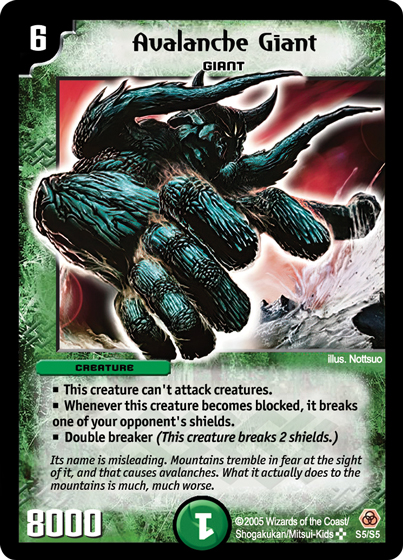 6
Avalanche Giant
GIANT
illus. Nottsuo
CREATURE
▪ This creature can't attack creatures.
▪ Whenever this creature becomes blocked, it breaks
one of your opponent's shields.
▪ Double breaker (This creature breaks 2 shields.)
Its name is misleading. Mountains tremble in fear at the sight
of it, and that causes avalanches. What it actually does to the
mountains is much, much worse.
8000
1
©2005 Wizards of the Coast/
Shogakukan/Mitsui-Kids S5/S5